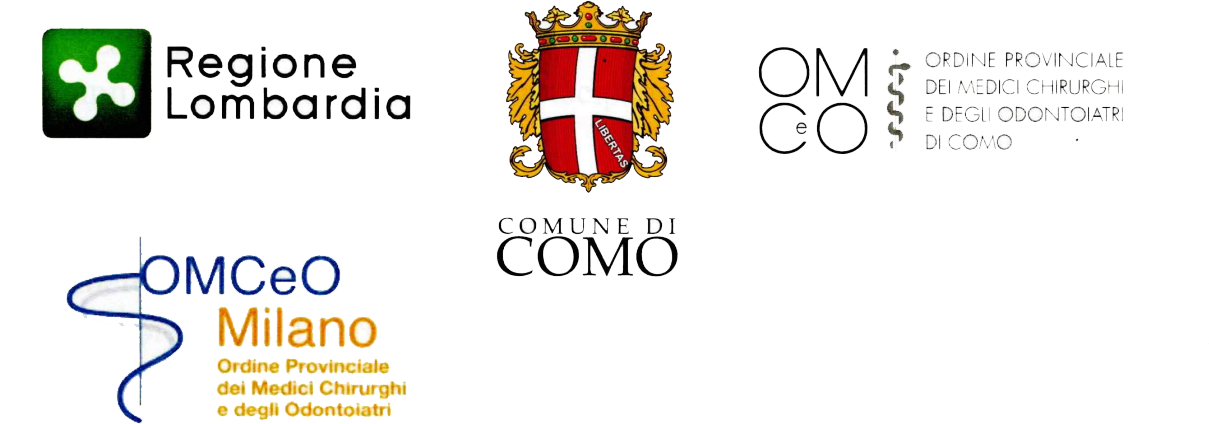 Regione
Lombardia
LIBERTAS
COMUNE DI
COMO
OM
CeO
ORDINE PROVINCIALE
DEI MEDICI CHIRURGHI
E DEGLI ODONTOIATRI
DI COMO
OMCeO
Milano
Ordine Provinciale
dei Medici Chirurghi
e degli Odontoiatri